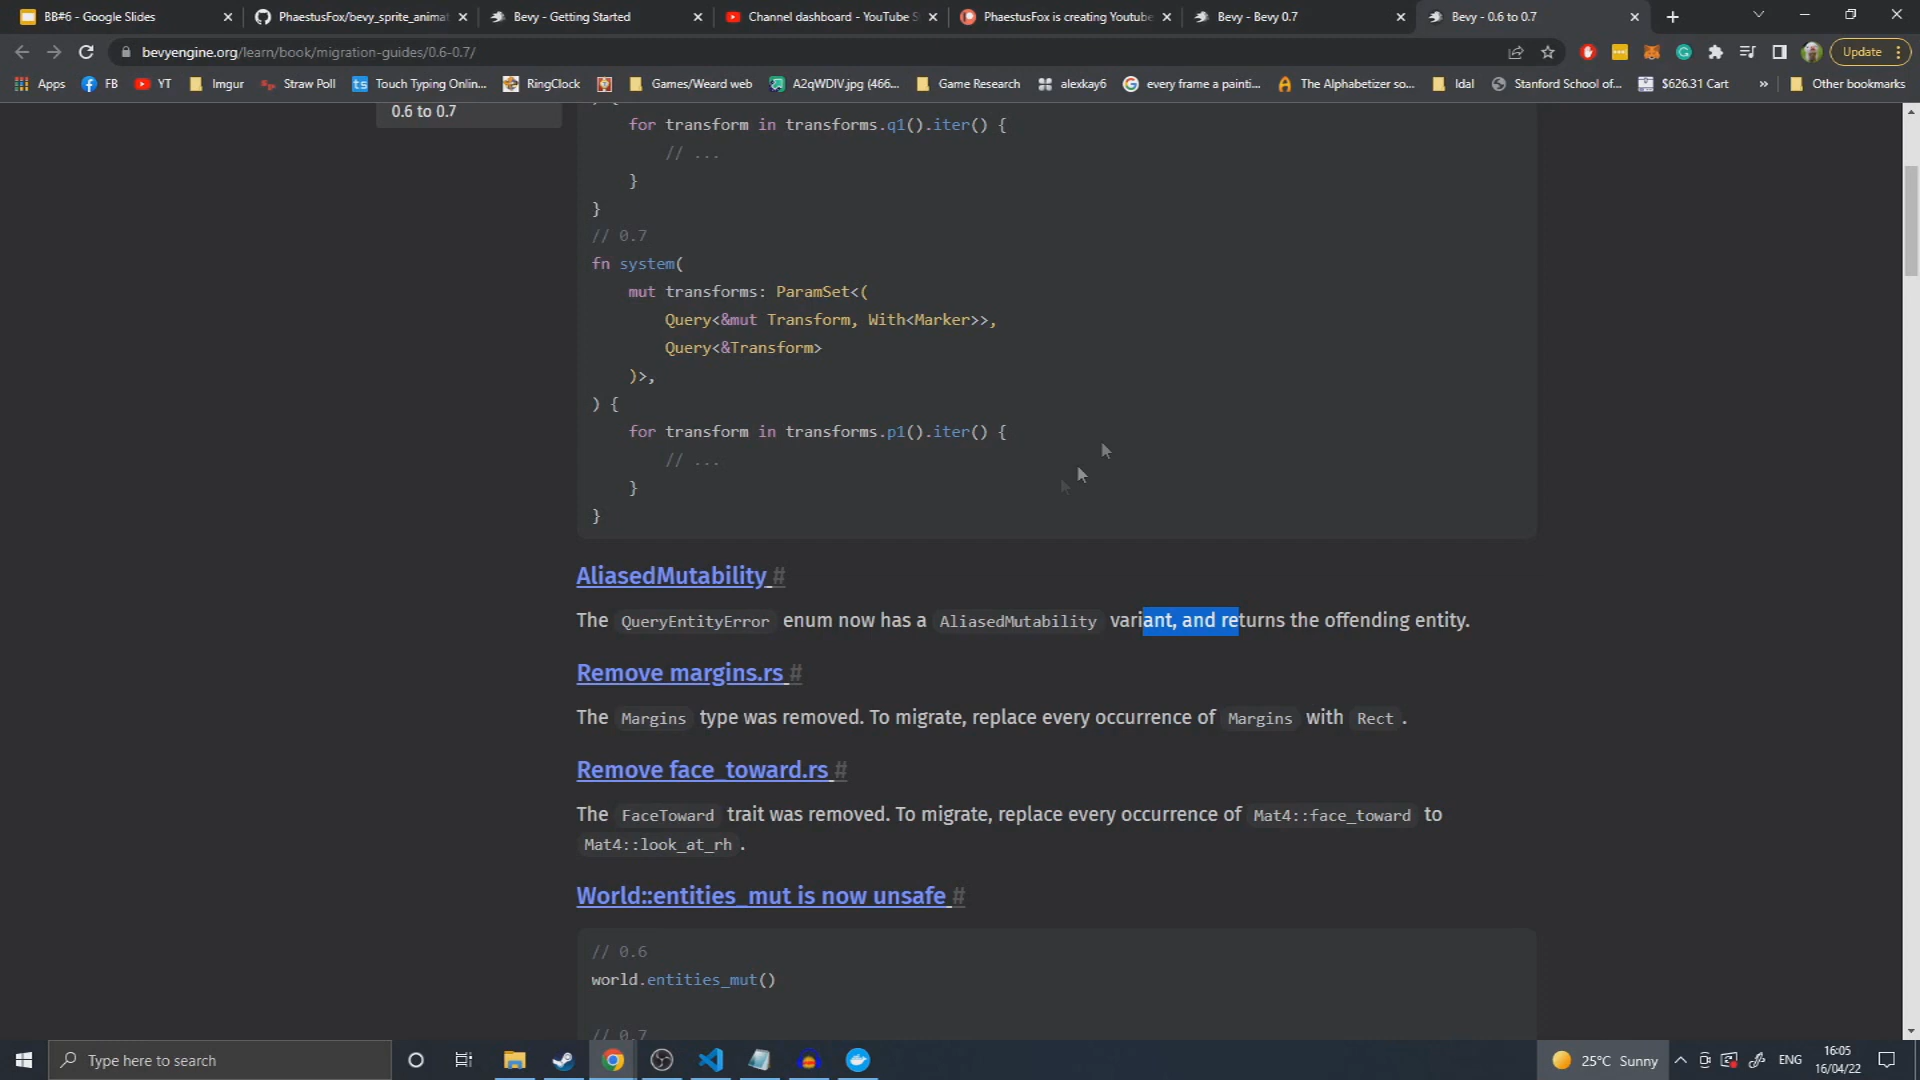 BB#6 - Google Slides
PhaestusFox/bevy_sprite_animat
Bevy - Getting Started
Channel dashboard - YouTube S
PhaestusFox is creating Youtube
Bevy - Bevy 0.7
Bevy - 0.6 to 0.7
bevyengine.org/learn/book/migration-guides/0.6-0.7/
Update
Apps FB YT Imgur Straw Poll Touch Typing Onlin... RingClock Games/Weard web A2qWDIV.jpg (466... Game Research alexkay6 every frame a painti... The Alphabetizer so... Idal Stanford School of... $626.31 Cart » Other bookmarks
0.6 to 0.7
for transform in transforms.q1().iter() {
// ...
}
}
// 0.7
fn system(
mut transforms: ParamSet<(
Query<&mut Transform, With<Marker>>,
Query<&Transform>
)>,
) {
for transform in transforms.p1().iter() {
// ...
}
}
AliasedMutability #
The QueryEntityError enum now has a AliasedMutability variant, and returns the offending entity.
Remove margins.rs #
The Margins type was removed. To migrate, replace every occurrence of Margins with Rect.
Remove face_toward.rs #
The FaceToward trait was removed. To migrate, replace every occurrence of Mat4::face_toward to
Mat4::look_at_rh.
World::entities_mut is now unsafe #
// 0.6
world.entities_mut()
// 0.7
Type here to search
25°C Sunny
ENG
16:05
16/04/22